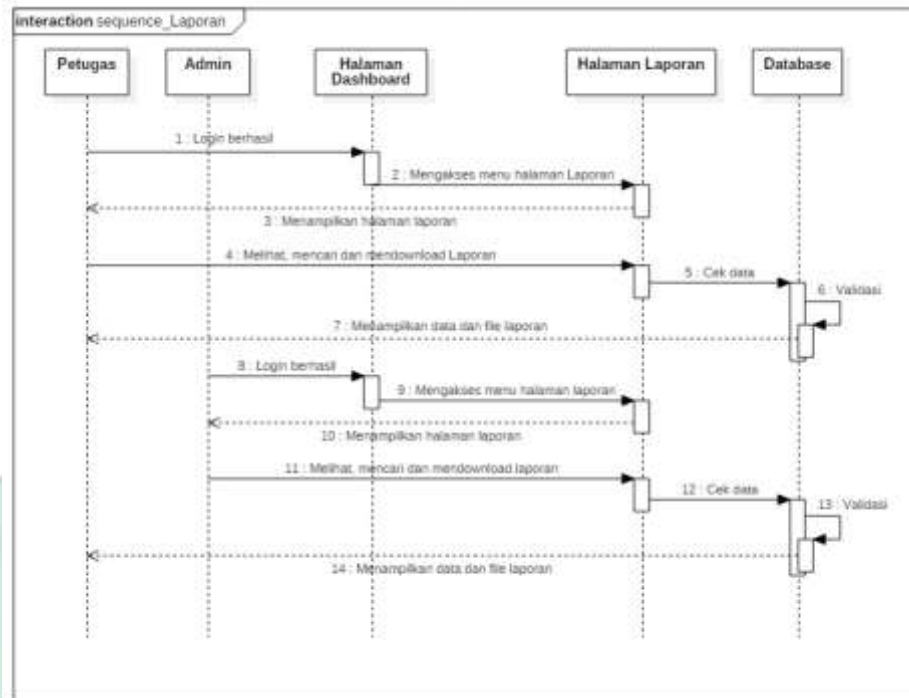 interaction sequence_Laporan
Petugas
Admin
Halaman
Dashboard
Halaman Laporan
Database
1 : Login berhasil
2 : Mengakses menu halaman Laporan
3 : Menampilkan halaman laporan
4 : Melihat, mencari dan mendownload Laporan
5 : Cek data
6 : Validasi
7 : Menampilkan data dan file laporan
8 : Login berhasil
9 : Mengakses menu halaman laporan
10 : Menampilkan halaman laporan
11 : Melihat, mencari dan mendownload laporan
12 : Cek data
13 : Validasi
14 : Menampilkan data dan file laporan